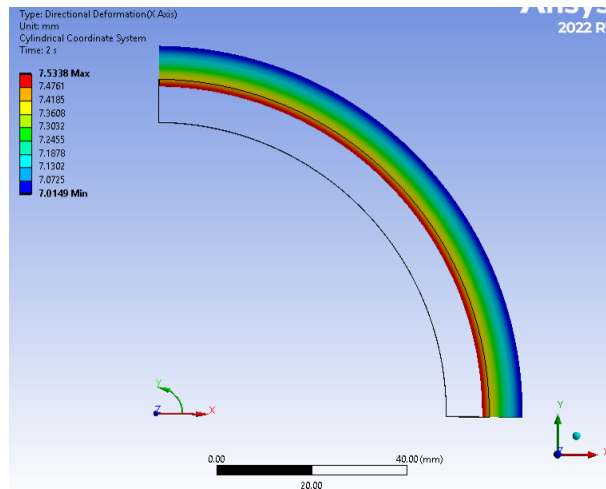 Type: Directional Deformation(X Axis)
Unit: mm
Cylindrical Coordinate System
Time: 2 s
7.5338 Max
7.4761
7.4185
7.3608
7.3032
7.2455
7.1878
7.1302
7.0725
7.0149 Min
2022 R
Y
Z
X
0.00
40.00 (mm)
20.00
Y
Z
X